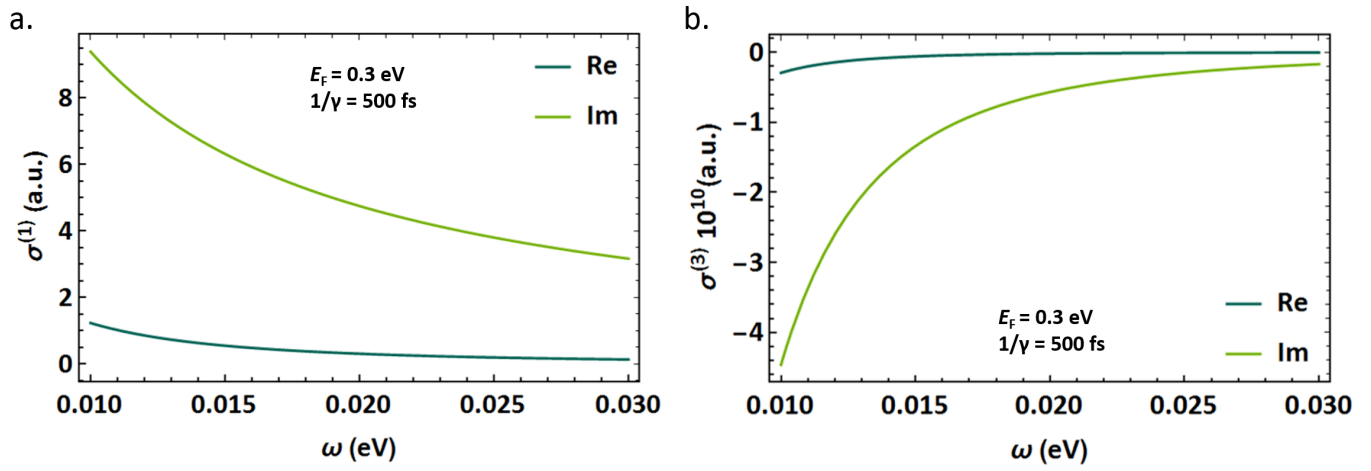 a.
E_F = 0.3 eV
1/γ = 500 fs
Re
Im
8
6
4
2
0
σ^(1) (a.u.)
0.010 0.015 0.020 0.025 0.030
ω (eV)
b.
0
−1
−2
−3
−4
σ^(3) 10^10(a.u.)
E_F = 0.3 eV
1/γ = 500 fs
Re
Im
0.010 0.015 0.020 0.025 0.030
ω (eV)